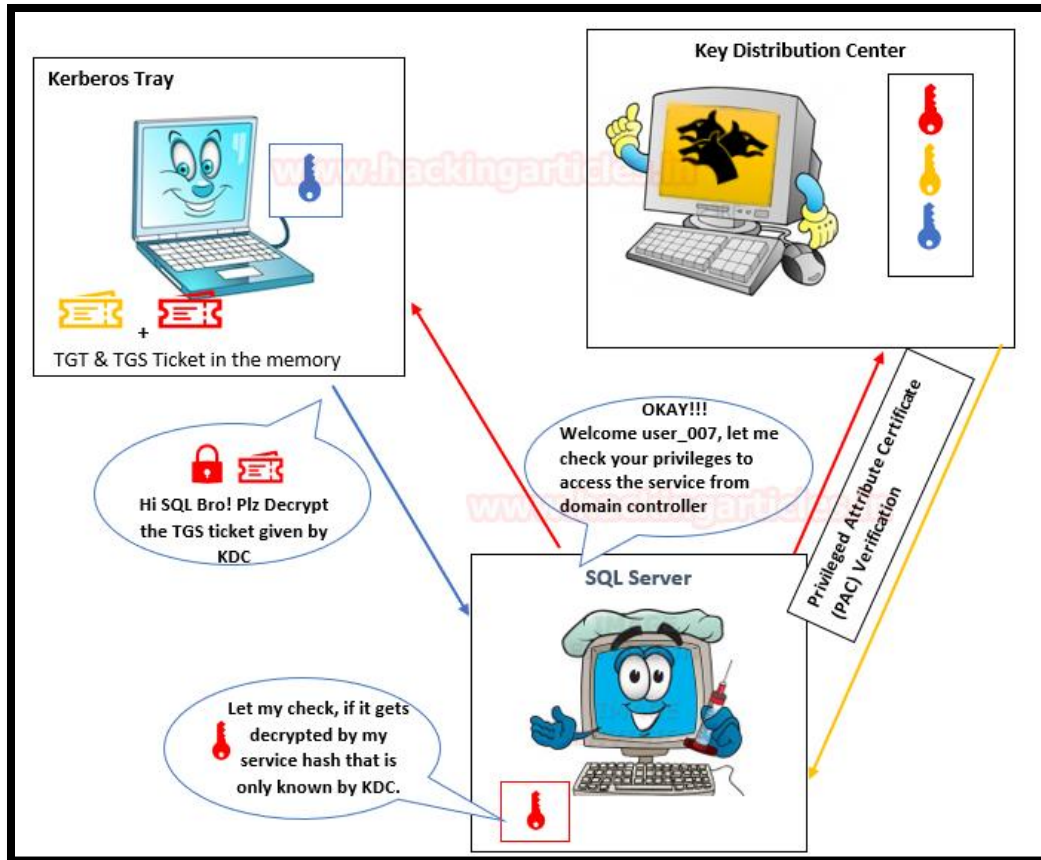 Kerberos Tray
Key Distribution Center
www.hackingarticles.in
+
TGT & TGS Ticket in the memory
Hi SQL Bro! Plz Decrypt
the TGS ticket given by
KDC
OKAY!!!
Welcome user_007, let me
check your privileges to
access the service from
domain controller
www.hackingarticles.in
Privileged Attribute Certificate
(PAC) Verification
SQL Server
Let my check, if it gets
decrypted by my
service hash that is
only known by KDC.